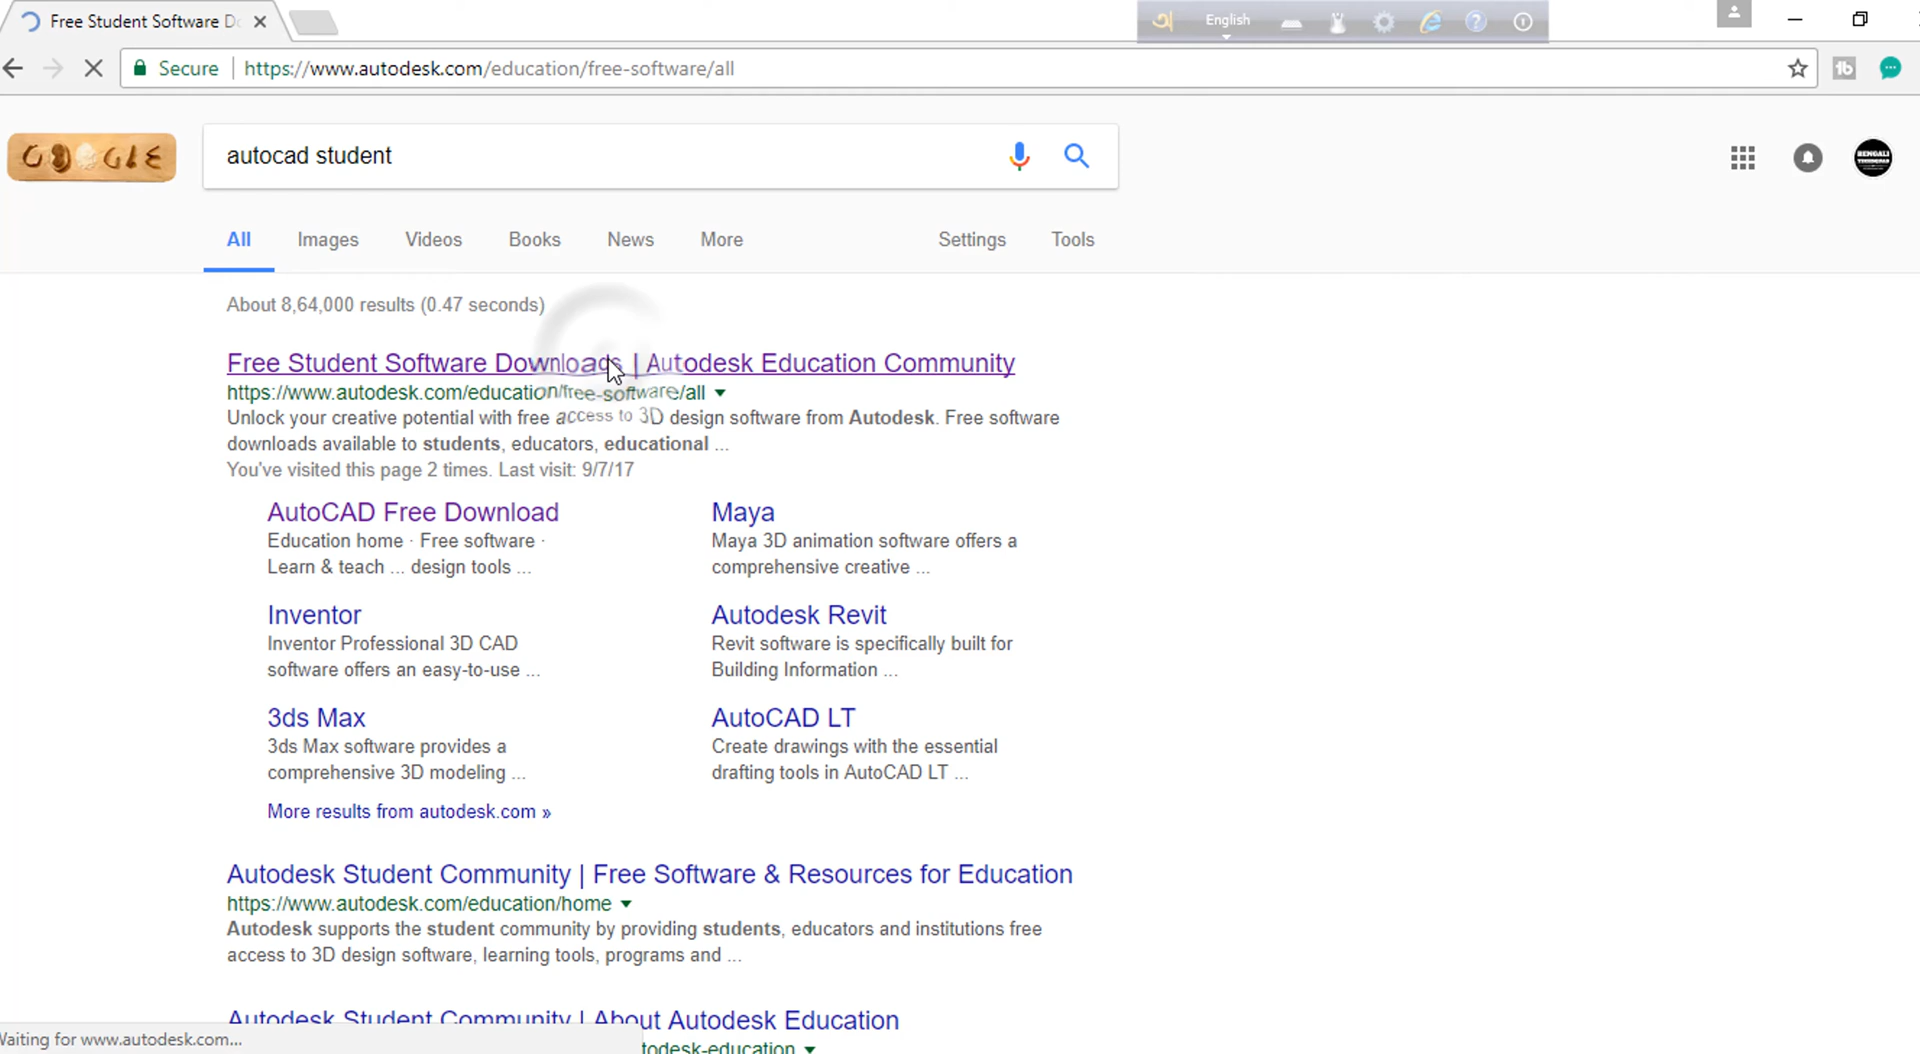 Free Student Software Do
English
Secure https://www.autodesk.com/education/free-software/all
GOOGLE autocad student
BENGALI
All Images Videos Books News More Settings Tools
About 8,64,000 results (0.47 seconds)
Free Student Software Downloads | Autodesk Education Community
https://www.autodesk.com/education/free-software/all
Unlock your creative potential with free access to 3D design software from Autodesk. Free software
downloads available to students, educators, educational ...
You've visited this page 2 times. Last visit: 9/7/17
AutoCAD Free Download
Education home · Free software ·
Learn & teach ... design tools ...
Maya
Maya 3D animation software offers a
comprehensive creative ...
Inventor
Inventor Professional 3D CAD
software offers an easy-to-use ...
Autodesk Revit
Revit software is specifically built for
Building Information ...
3ds Max
3ds Max software provides a
comprehensive 3D modeling ...
AutoCAD LT
Create drawings with the essential
drafting tools in AutoCAD LT ...
More results from autodesk.com »
Autodesk Student Community | Free Software & Resources for Education
https://www.autodesk.com/education/home
Autodesk supports the student community by providing students, educators and institutions free
access to 3D design software, learning tools, programs and ...
Autodesk Student Community | About Autodesk Education
Waiting for www.autodesk.com...
todesk-education